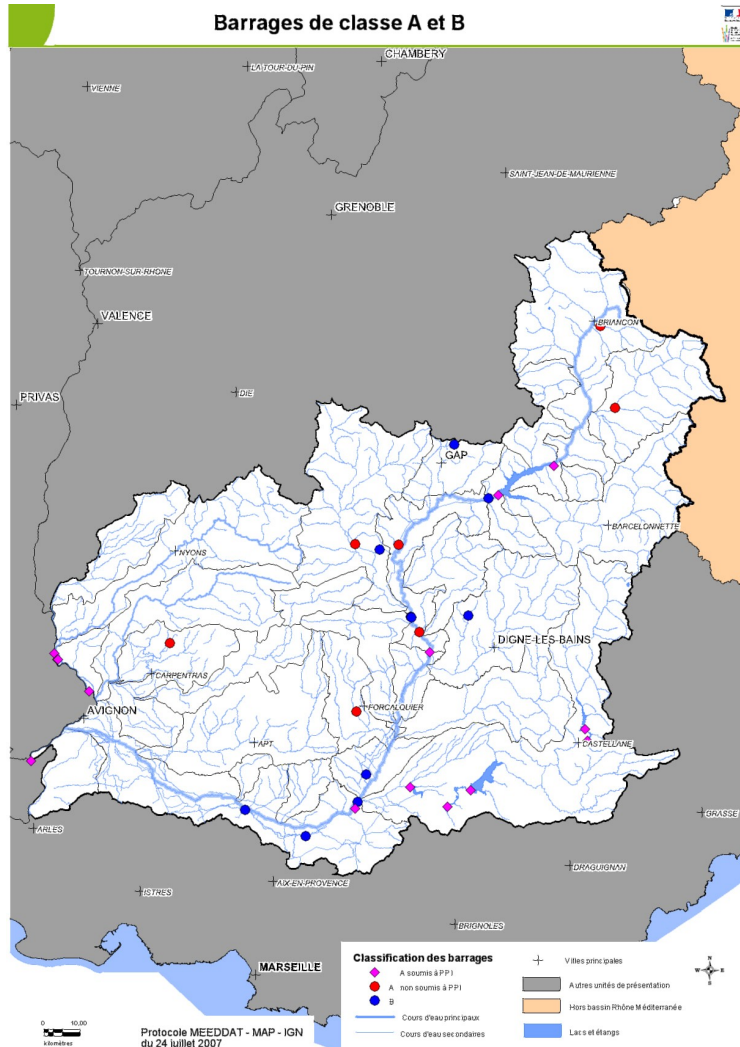 Barrages de classe A et B
CHAMBERY
LA-TOUR-DU-PIN
VIENNE
SAINT-JEAN-DE-MAURIENNE
GRENOBLE
TOURNON-SUR-RHONE
VALENCE
BRIANCON
DIE
PRIVAS
GAP
BARCELONNETTE
NYONS
DIGNE-LES-BAINS
CARPENTRAS
FORCALQUIER
AVIGNON
APT
CASTELLANE
GRASSE
ARLES
DRAGUIGNAN
AIX-EN-PROVENCE
ISTRES
BRIGNOLES
MARSEILLE
Classification des barrages
A soumis à PPI
A non soumis à PPI
B
Cours d'eau principaux
Cours d'eau secondaires
Villes principales
Autres unités de présentation
Hors bassin Rhône Méditerranée
Lacs et étangs
N
W E
S
0 10,00
kilomètres
Protocole MEEDDAT - MAP - IGN
du 24 juillet 2007